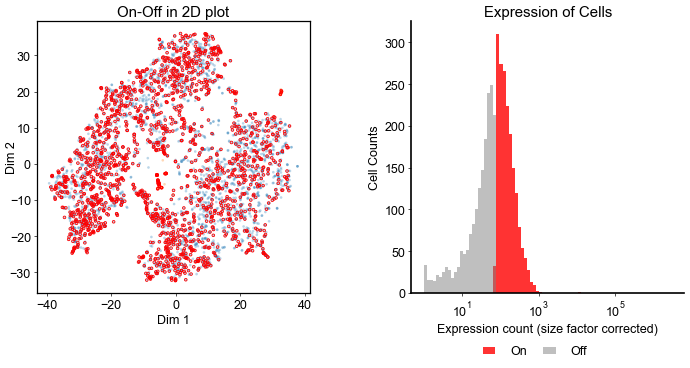 On-Off in 2D plot
Dim 2
30
20
10
0
−10
−20
−30
−40
−20
0
20
40
Dim 1
Expression of Cells
Cell Counts
300
250
200
150
100
50
0
10^1
10^3
10^5
Expression count (size factor corrected)
On
Off